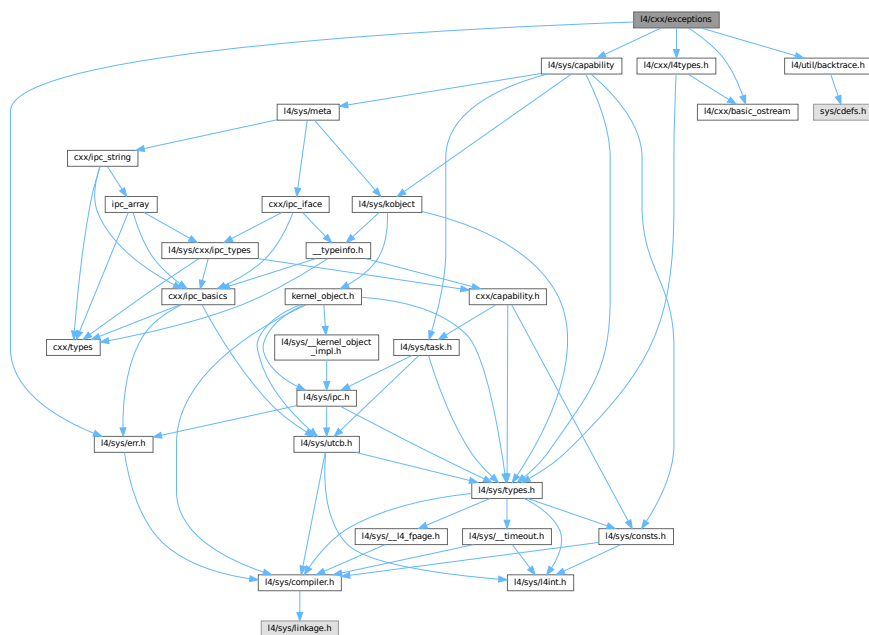 l4/cxx/exceptions
l4/sys/capability
l4/cxx/l4types.h
l4/util/backtrace.h
l4/sys/meta
l4/cxx/basic_ostream
sys/cdefs.h
cxx/ipc_string
ipc_array
cxx/ipc_iface
l4/sys/kobject
l4/sys/cxx/ipc_types
__typeinfo.h
cxx/ipc_basics
kernel_object.h
cxx/capability.h
cxx/types
l4/sys/__kernel_object
_impl.h
l4/sys/task.h
l4/sys/ipc.h
l4/sys/err.h
l4/sys/utcb.h
l4/sys/types.h
l4/sys/__l4_fpage.h
l4/sys/__timeout.h
l4/sys/consts.h
l4/sys/compiler.h
l4/sys/l4int.h
l4/sys/linkage.h